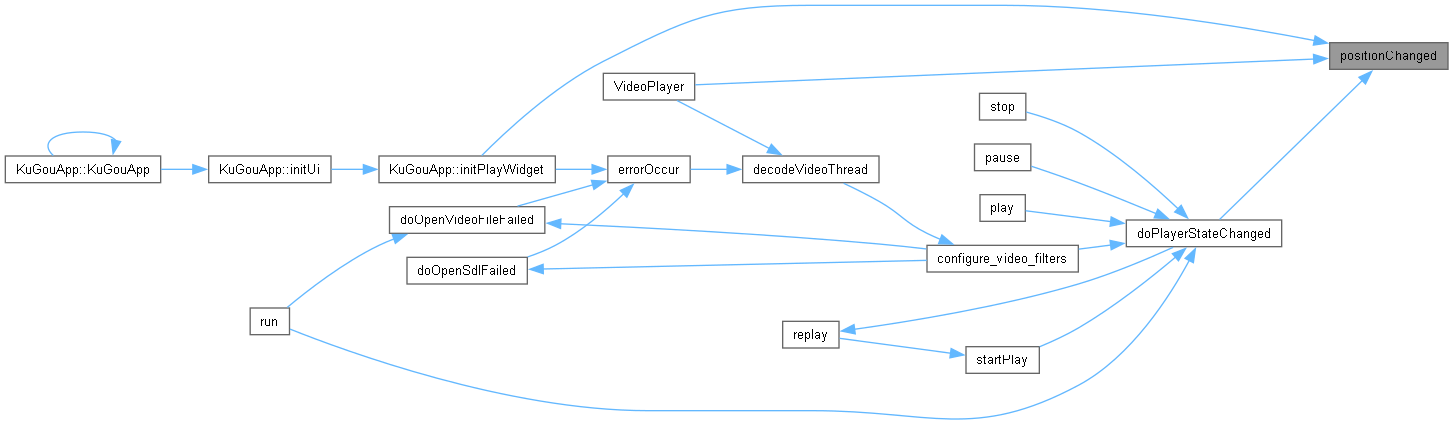 positionChanged
VideoPlayer
stop
pause
KuGouApp::KuGouApp
KuGouApp::initUi
KuGouApp::initPlayWidget
errorOccur
decodeVideoThread
play
doOpenVideoFileFailed
doPlayerStateChanged
doOpenSdlFailed
configure_video_filters
run
replay
startPlay